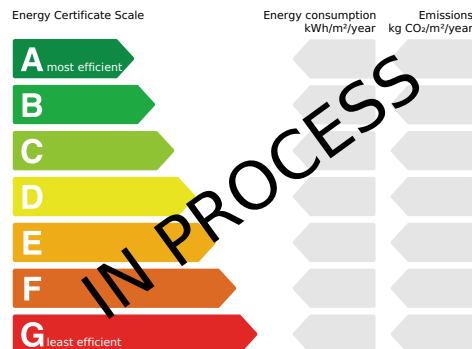 Energy Certificate Scale
Energy consumption
kWh/m²/year
Emissions
kg CO₂/m²/year
A most efficient
B
C
D
E
F
G least efficient
IN PROCESS